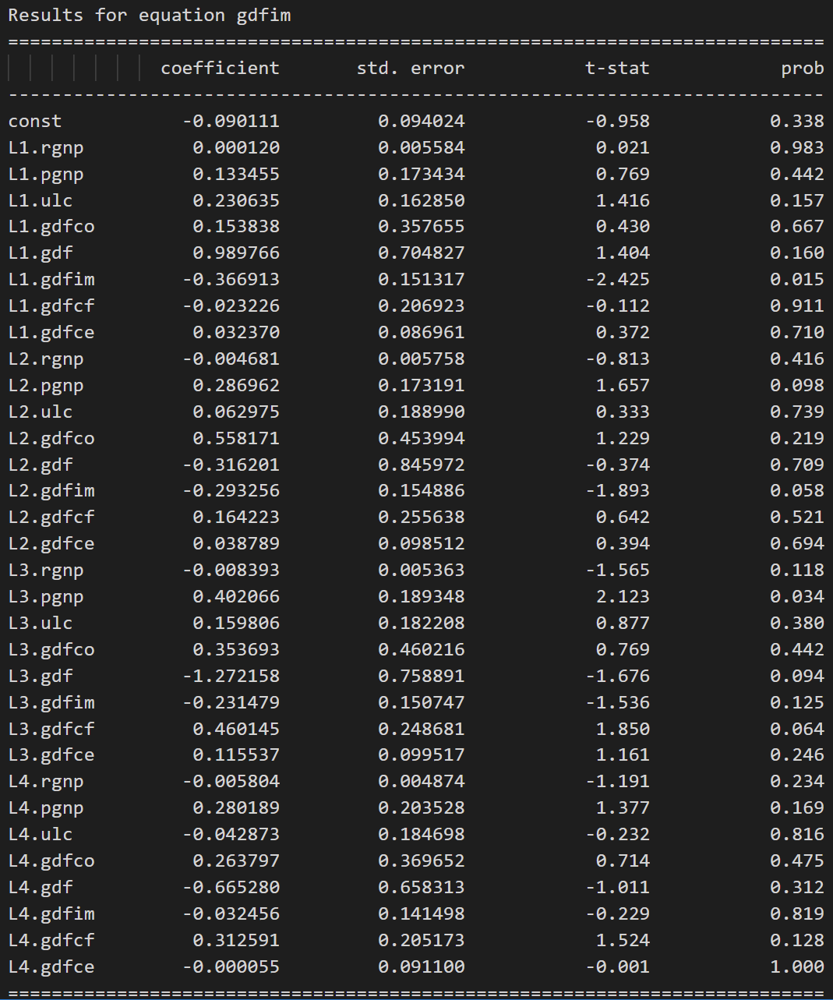 Results for equation gdfim
===========================================================================
coefficient std. error t-stat prob
---------------------------------------------------------------------------
const -0.090111 0.094024 -0.958 0.338
L1.rgnp 0.000120 0.005584 0.021 0.983
L1.pgnp 0.133455 0.173434 0.769 0.442
L1.ulc 0.230635 0.162850 1.416 0.157
L1.gdfco 0.153838 0.357655 0.430 0.667
L1.gdf 0.989766 0.704827 1.404 0.160
L1.gdfim -0.366913 0.151317 -2.425 0.015
L1.gdfcf -0.023226 0.206923 -0.112 0.911
L1.gdfce 0.032370 0.086961 0.372 0.710
L2.rgnp -0.004681 0.005758 -0.813 0.416
L2.pgnp 0.286962 0.173191 1.657 0.098
L2.ulc 0.062975 0.188990 0.333 0.739
L2.gdfco 0.558171 0.453994 1.229 0.219
L2.gdf -0.316201 0.845972 -0.374 0.709
L2.gdfim -0.293256 0.154886 -1.893 0.058
L2.gdfcf 0.164223 0.255638 0.642 0.521
L2.gdfce 0.038789 0.098512 0.394 0.694
L3.rgnp -0.008393 0.005363 -1.565 0.118
L3.pgnp 0.402066 0.189348 2.123 0.034
L3.ulc 0.159806 0.182208 0.877 0.380
L3.gdfco 0.353693 0.460216 0.769 0.442
L3.gdf -1.272158 0.758891 -1.676 0.094
L3.gdfim -0.231479 0.150747 -1.536 0.125
L3.gdfcf 0.460145 0.248681 1.850 0.064
L3.gdfce 0.115537 0.099517 1.161 0.246
L4.rgnp -0.005804 0.004874 -1.191 0.234
L4.pgnp 0.280189 0.203528 1.377 0.169
L4.ulc -0.042873 0.184698 -0.232 0.816
L4.gdfco 0.263797 0.369652 0.714 0.475
L4.gdf -0.665280 0.658313 -1.011 0.312
L4.gdfim -0.032456 0.141498 -0.229 0.819
L4.gdfcf 0.312591 0.205173 1.524 0.128
L4.gdfce -0.000055 0.091100 -0.001 1.000
===========================================================================